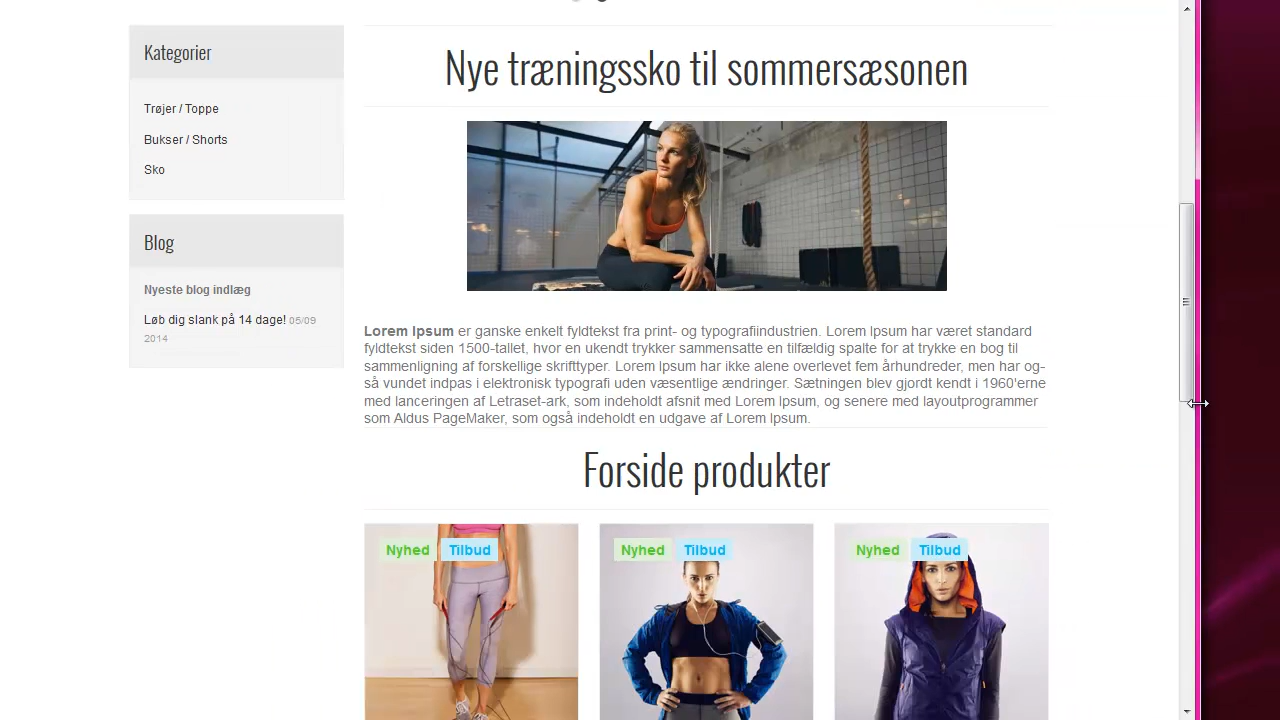 Kategorier
Trøjer / Toppe
Bukser / Shorts
Sko
Blog
Nyeste blog indlæg
Løb dig slank på 14 dage! 05/09
2014
Nye træningssko til sommersæsonen
Lorem Ipsum er ganske enkelt fyldtekst fra print- og typografiindustrien. Lorem Ipsum har været standard
fyldtekst siden 1500-tallet, hvor en ukendt trykker sammensatte en tilfældig spalte for at trykke en bog til
sammenligning af forskellige skrifttyper. Lorem Ipsum har ikke alene overlevet fem århundreder, men har og-
så vundet indpas i elektronisk typografi uden væsentlige ændringer. Sætningen blev gjordt kendt i 1960'erne
med lanceringen af Letraset-ark, som indeholdt afsnit med Lorem Ipsum, og senere med layoutprogrammer
som Aldus PageMaker, som også indeholdt en udgave af Lorem Ipsum.
Forside produkter
Nyhed Tilbud
Nyhed Tilbud
Nyhed Tilbud